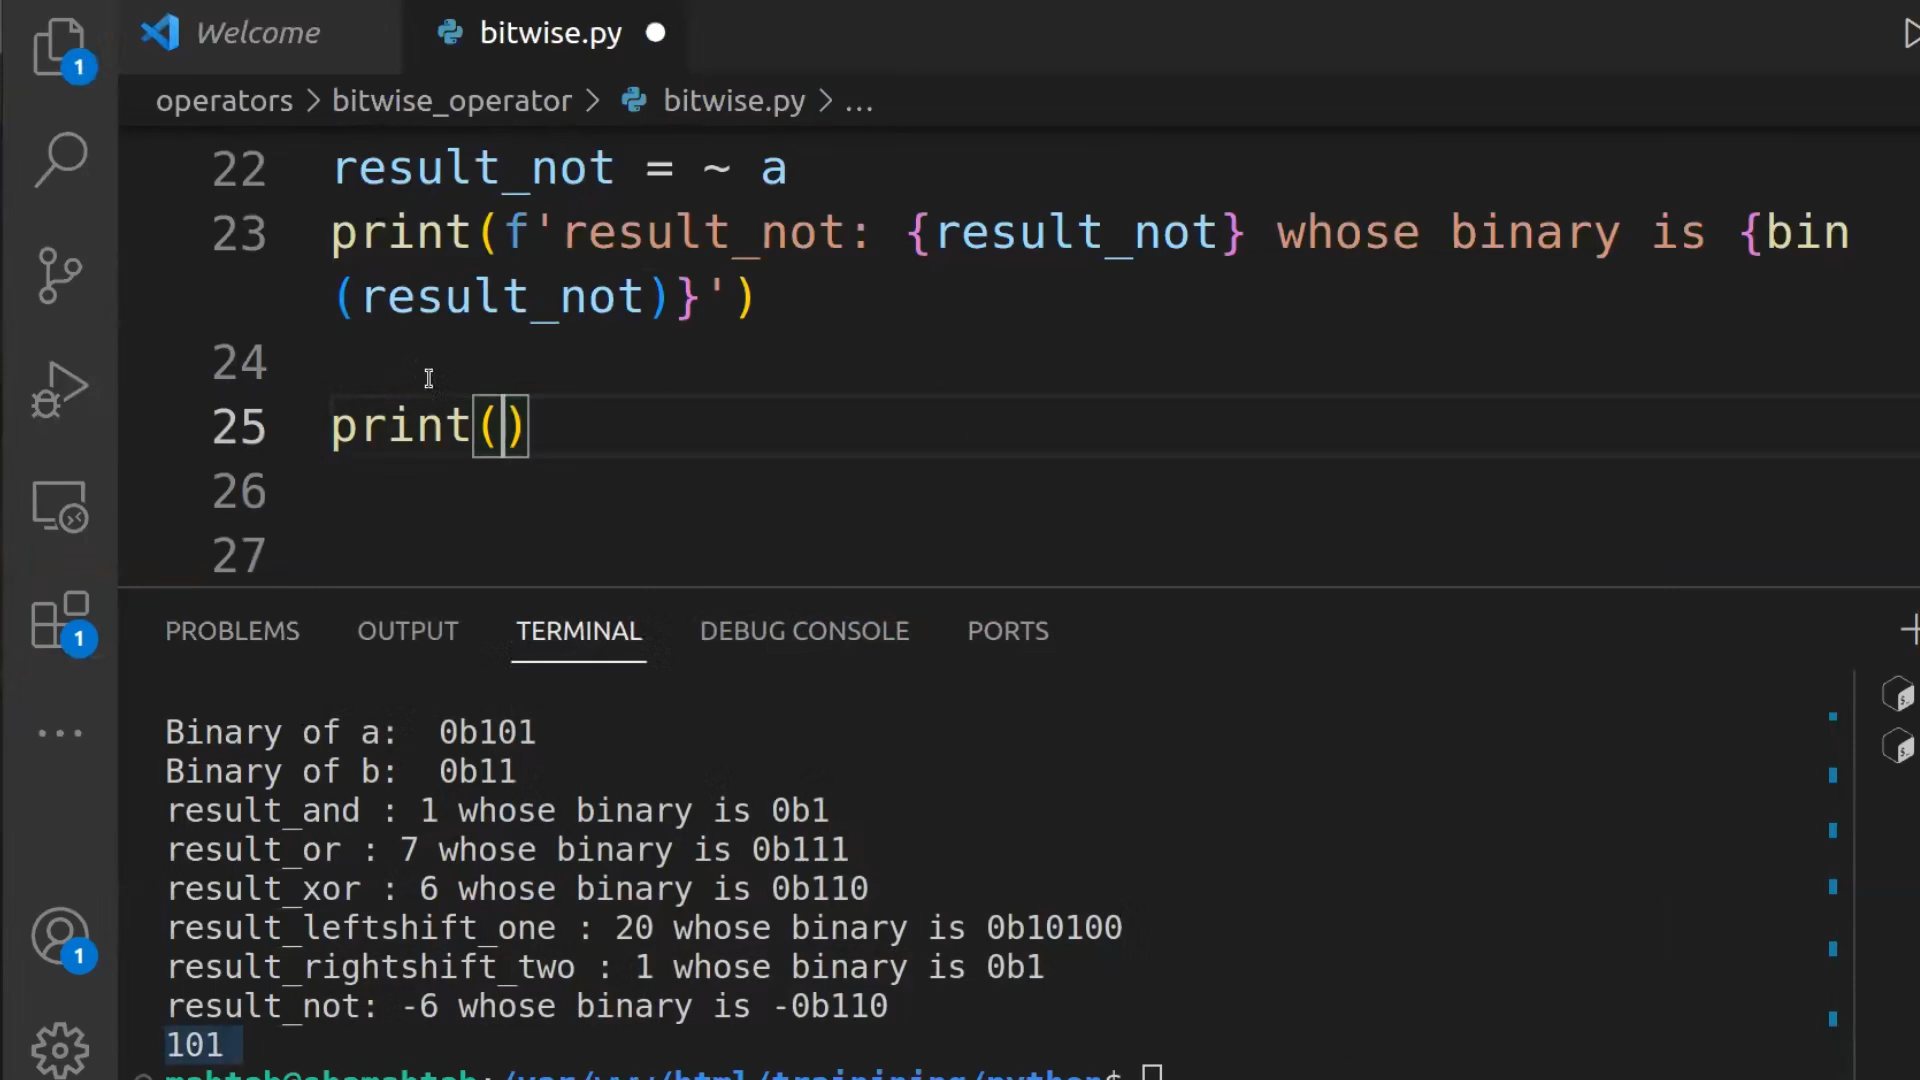 Welcome
bitwise.py
1
operators > bitwise_operator > bitwise.py > ...
22 result_not = ~ a
23 print(f'result_not: {result_not} whose binary is {bin
(result_not)}')
24
25 print()
26
27
1
PROBLEMS OUTPUT TERMINAL DEBUG CONSOLE PORTS
Binary of a:  0b101
Binary of b:  0b11
result_and : 1 whose binary is 0b1
result_or : 7 whose binary is 0b111
result_xor : 6 whose binary is 0b110
result_leftshift_one : 20 whose binary is 0b10100
1
result_rightshift_two : 1 whose binary is 0b1
result_not: -6 whose binary is -0b110
101